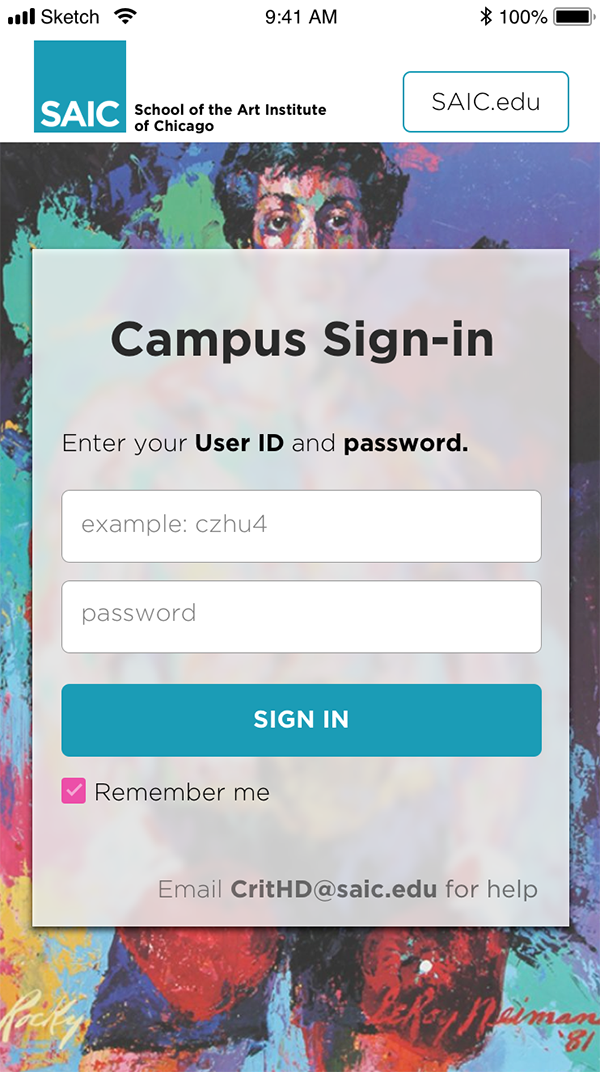 Sketch 9:41 AM 100%
SAIC School of the Art Institute
of Chicago
SAIC.edu
Campus Sign-in
Enter your User ID and password.
example: czhu4
password
SIGN IN
Remember me
Email CritHD@saic.edu for help
Rocky LeRoy Neiman
'81